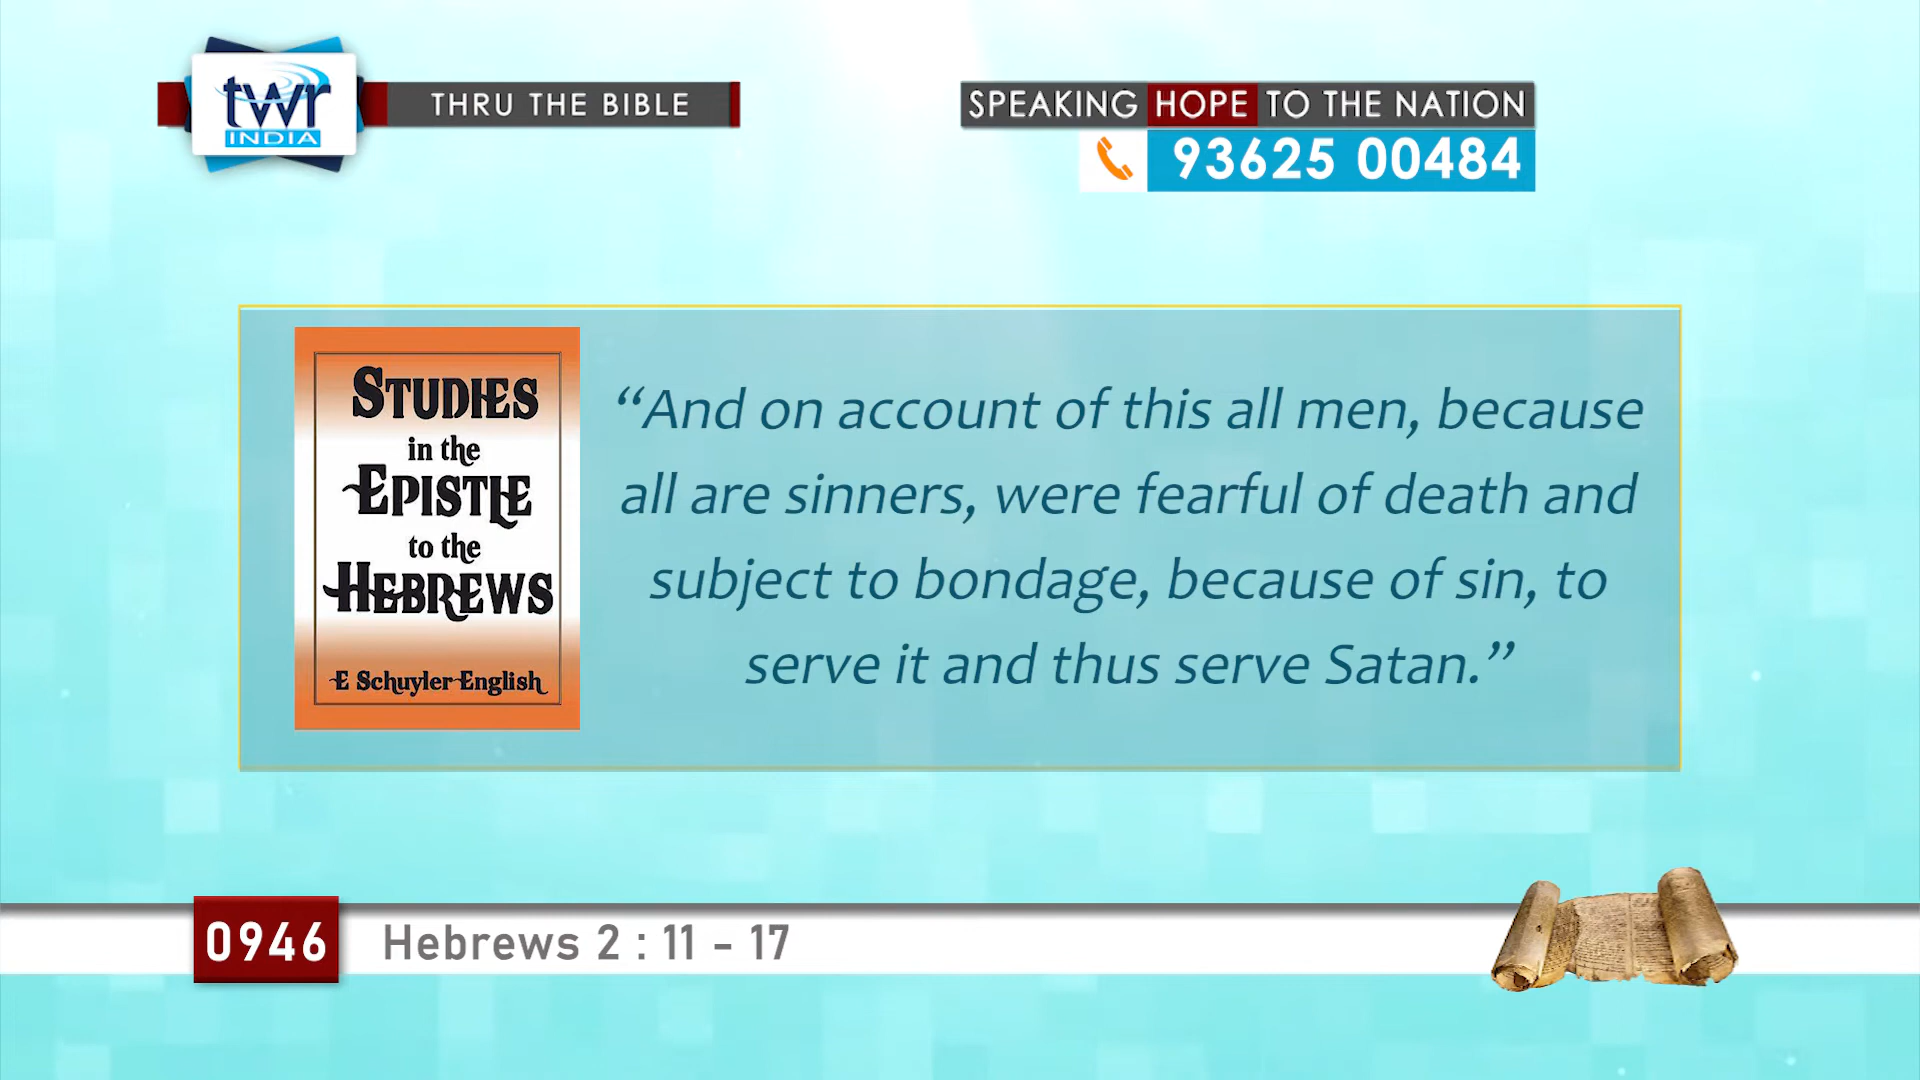 twr
INDIA
THRU THE BIBLE
SPEAKING HOPE TO THE NATION
93625 00484
STUDIES
in the
EPISTLE
to the
HEBREWS
E Schuyler English
“And on account of this all men, because
all are sinners, were fearful of death and
subject to bondage, because of sin, to
serve it and thus serve Satan.”
0946
Hebrews 2 : 11 - 17